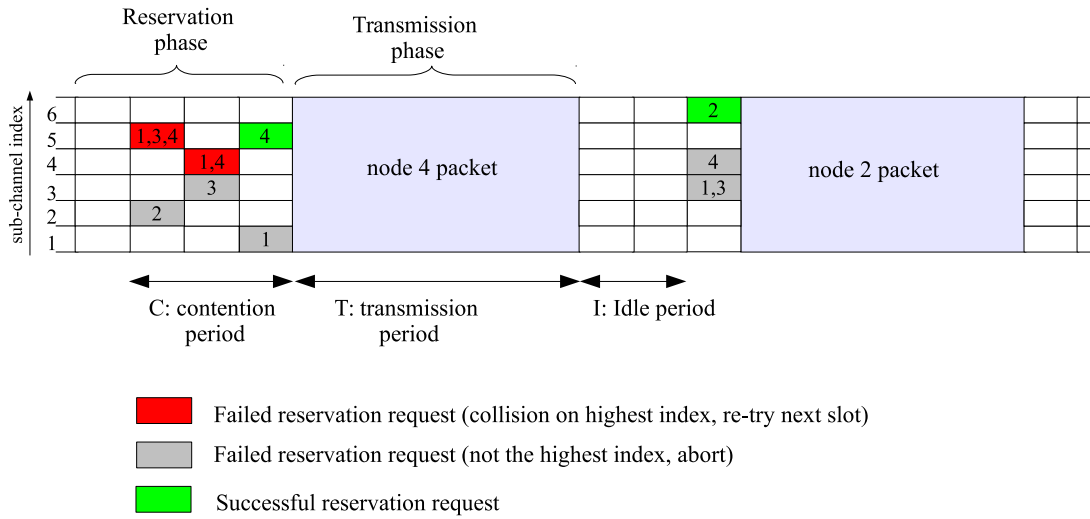 Reservation
phase
Transmission
phase
sub-channel index
6
5
4
3
2
1
1,3,4
4
1,4
3
2
1
node 4 packet
2
4
1,3
node 2 packet
C: contention
period
T: transmission
period
I: Idle period
Failed reservation request (collision on highest index, re-try next slot)
Failed reservation request (not the highest index, abort)
Successful reservation request